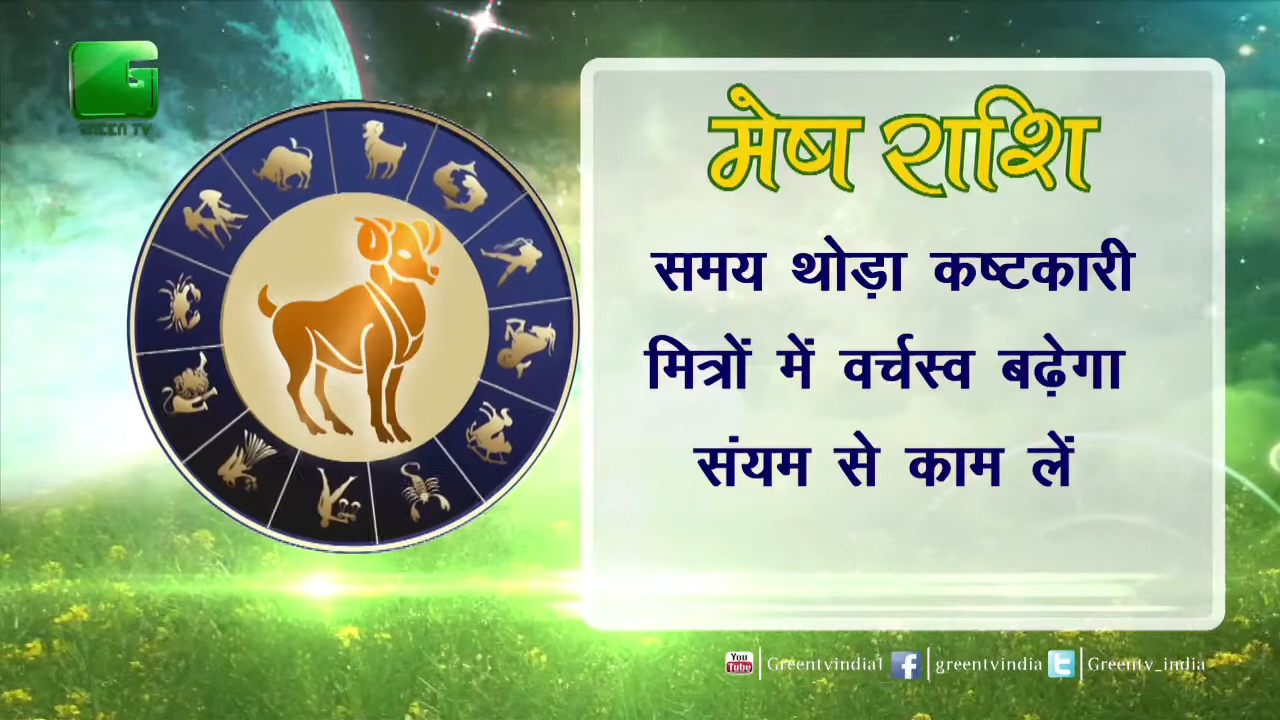 GREEN TV
मेष राशि
समय थोड़ा कष्टकारी
मित्रों में वर्चस्व बढ़ेगा
संयम से काम लें
You Tube Greentvindia1 f greentvindia t Greentv_india